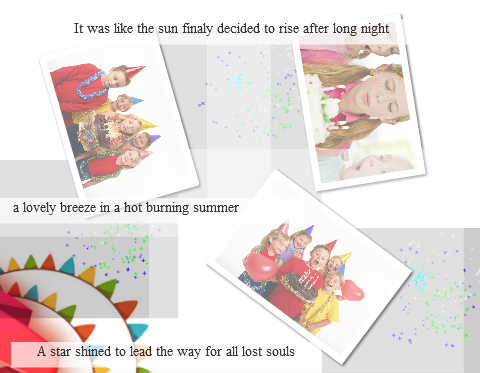 It was like the sun finaly decided to rise after long night
a lovely breeze in a hot burning summer
A star shined to lead the way for all lost souls